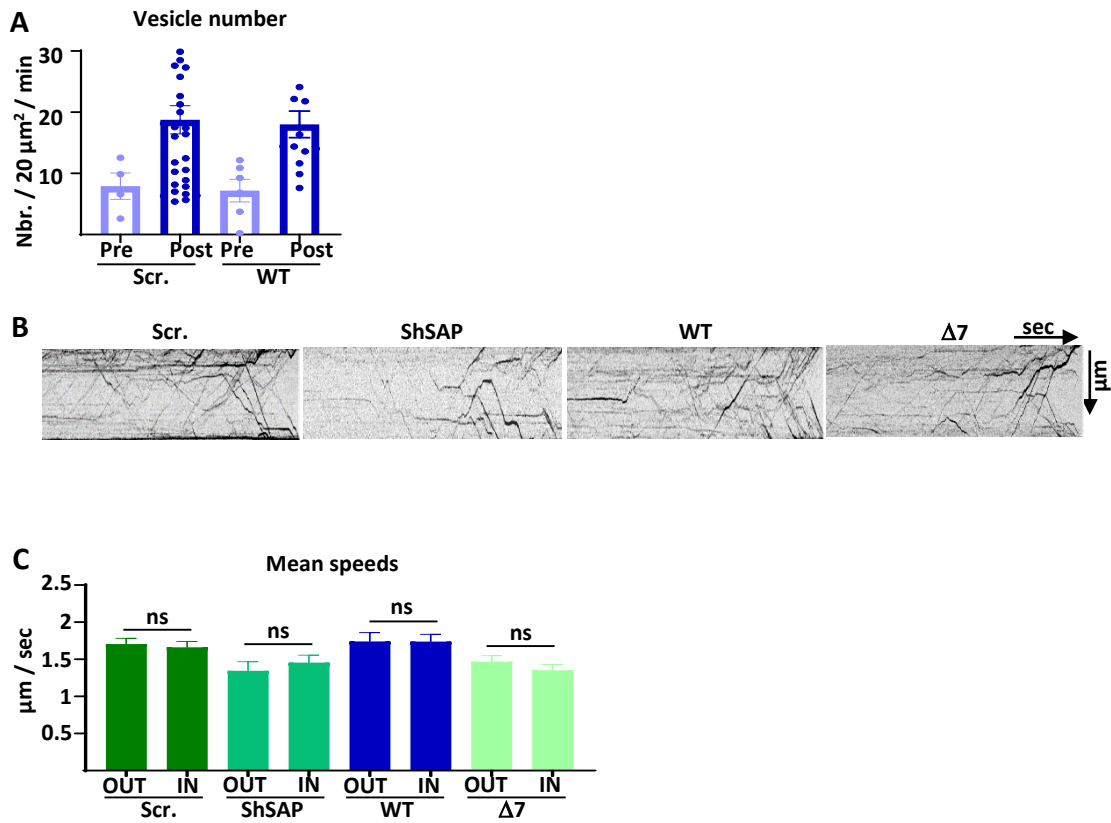 A
Vesicle number
Nbr. / 20 µm² / min
30
20
10
Pre Post Pre Post
Scr. WT
B
Scr. ShSAP WT Δ7 sec
µm
C
Mean speeds
µm / sec
2.5
2
1.5
1
0.5
ns ns ns ns
OUT IN OUT IN OUT IN OUT IN
Scr. ShSAP WT Δ7